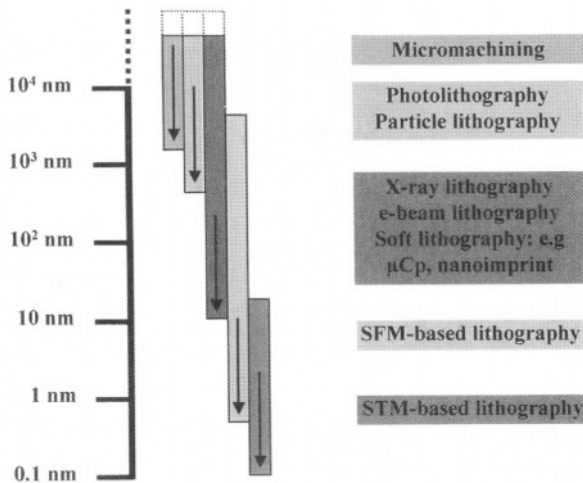 10⁴ nm
10³ nm
10² nm
10 nm
1 nm
0.1 nm
Micromachining
Photolithography
Particle lithography
X-ray lithography
e-beam lithography
Soft lithography: e.g
µCp, nanoimprint
SFM-based lithography
STM-based lithography